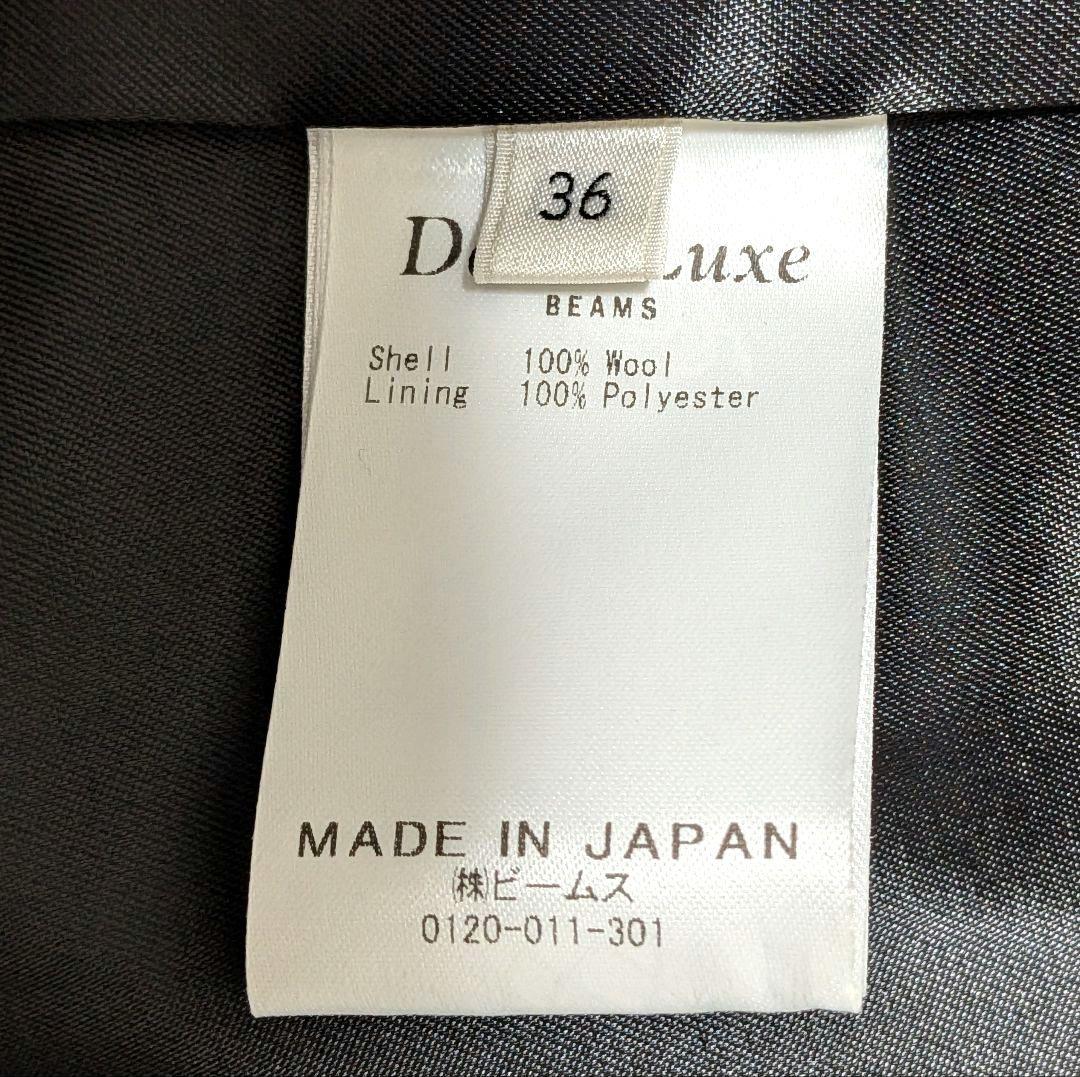 36
BEAMS
Shell 100% Wool
Lining 100% Polyester
MADE IN JAPAN
㈱ビームス
0120-011-301